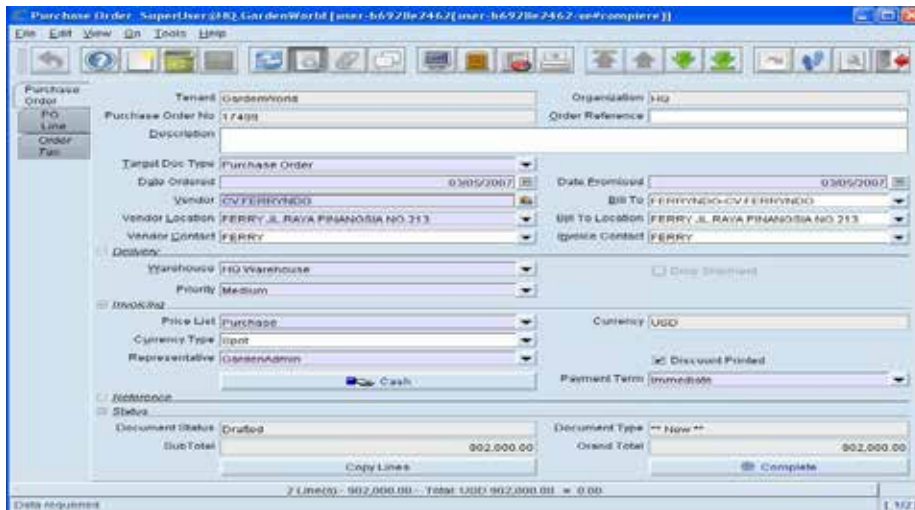 Purchase Order SuperUser@HQ.GardenWorld [user-b6928e2462{user-b6928e2462-xe#compiere}]
File Edit View Go Tools Help
Purchase Order
PO Line
Order Tax
Tenant GardenWorld Organization HQ
Purchase Order No Order Reference
Description
Target Doc Type Purchase Order
Date Ordered 03/05/2007 Date Promised 03/05/2007
Vendor CV.FERRYNDO Bill To FERRYNDO-CV.FERRYNDO
Vendor Location FERRY JL. RAYA NO.213 Bill To Location FERRY JL. RAYA NO.213
Vendor Contact FERRY Invoice Contact FERRY
Delivery
Warehouse HQ Warehouse Drop Shipment
Priority Medium
Invoicing
Price List Purchase Currency USD
Currency Type Spot
Representative GardenAdmin Discount Printed
Cash Payment Term Immediate
Reference
Status
Document Status Drafted Document Type ** New **
SubTotal 902,000.00 Grand Total 902,000.00
Copy Lines Complete
2 Line(s) - 902,000.00 - Total: USD 902,000.00 = 0.00
Data requeried